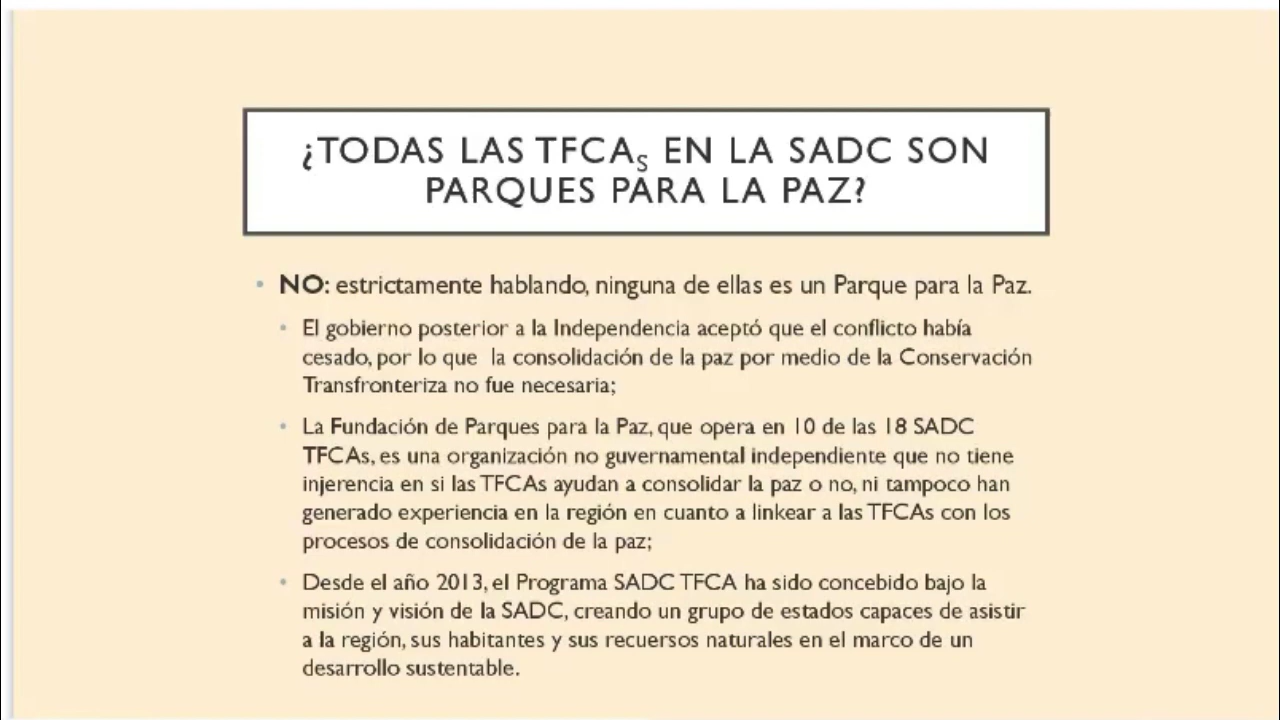 ¿TODAS LAS TFCAS EN LA SADC SON
PARQUES PARA LA PAZ?
• NO: estrictamente hablando, ninguna de ellas es un Parque para la Paz.
• El gobierno posterior a la Independencia aceptó que el conflicto había
cesado, por lo que la consolidación de la paz por medio de la Conservación
Transfronteriza no fue necesaria;
• La Fundación de Parques para la Paz, que opera en 10 de las 18 SADC
TFCAs, es una organización no guvernamental independiente que no tiene
injerencia en si las TFCAs ayudan a consolidar la paz o no, ni tampoco han
generado experiencia en la región en cuanto a linkear a las TFCAs con los
procesos de consolidación de la paz;
• Desde el año 2013, el Programa SADC TFCA ha sido concebido bajo la
misión y visión de la SADC, creando un grupo de estados capaces de asistir
a la región, sus habitantes y sus recuersos naturales en el marco de un
desarrollo sustentable.